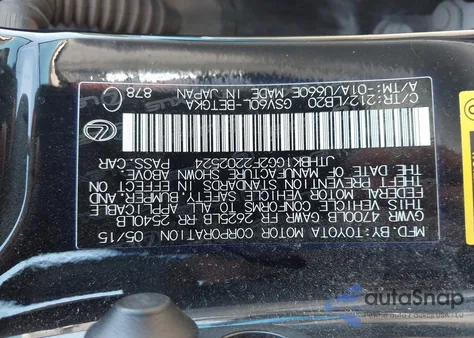 MFD. BY: TOYOTA MOTOR CORPORATION 05/15
GVWR 4700LB GAWR FR 2625LB RR 2540LB
THIS VEHICLE CONFORMS TO ALL APPLICABLE
FEDERAL MOTOR VEHICLE SAFETY, BUMPER, AND
THEFT PREVENTION STANDARDS IN EFFECT ON
THE DATE OF MANUFACTURE SHOWN ABOVE.
JTHBK1GG2F2202524 PASS. CAR
GSV60L-BETGKA
C/TR: 212/LB20
A/TM: -01A/U660E MADE IN JAPAN 878
autoSnap